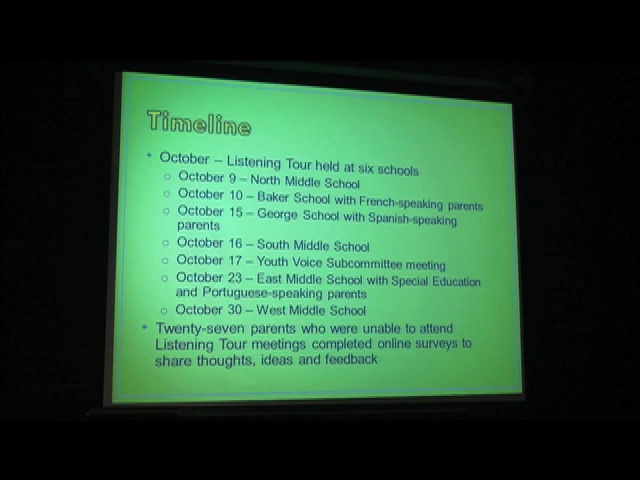 Timeline
• October – Listening Tour held at six schools
○ October 9 – North Middle School
○ October 10 – Baker School with French-speaking parents
○ October 15 – George School with Spanish-speaking
parents
○ October 16 – South Middle School
○ October 17 – Youth Voice Subcommittee meeting
○ October 23 – East Middle School with Special Education
and Portuguese-speaking parents
○ October 30 – West Middle School
• Twenty-seven parents who were unable to attend
Listening Tour meetings completed online surveys to
share thoughts, ideas and feedback